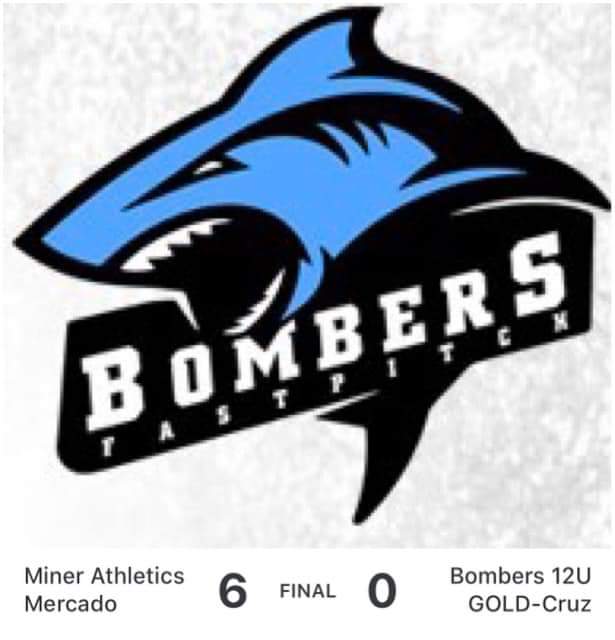 BOMBERS
FASTPITCH
Miner Athletics
Mercado
6 FINAL 0
Bombers 12U
GOLD-Cruz